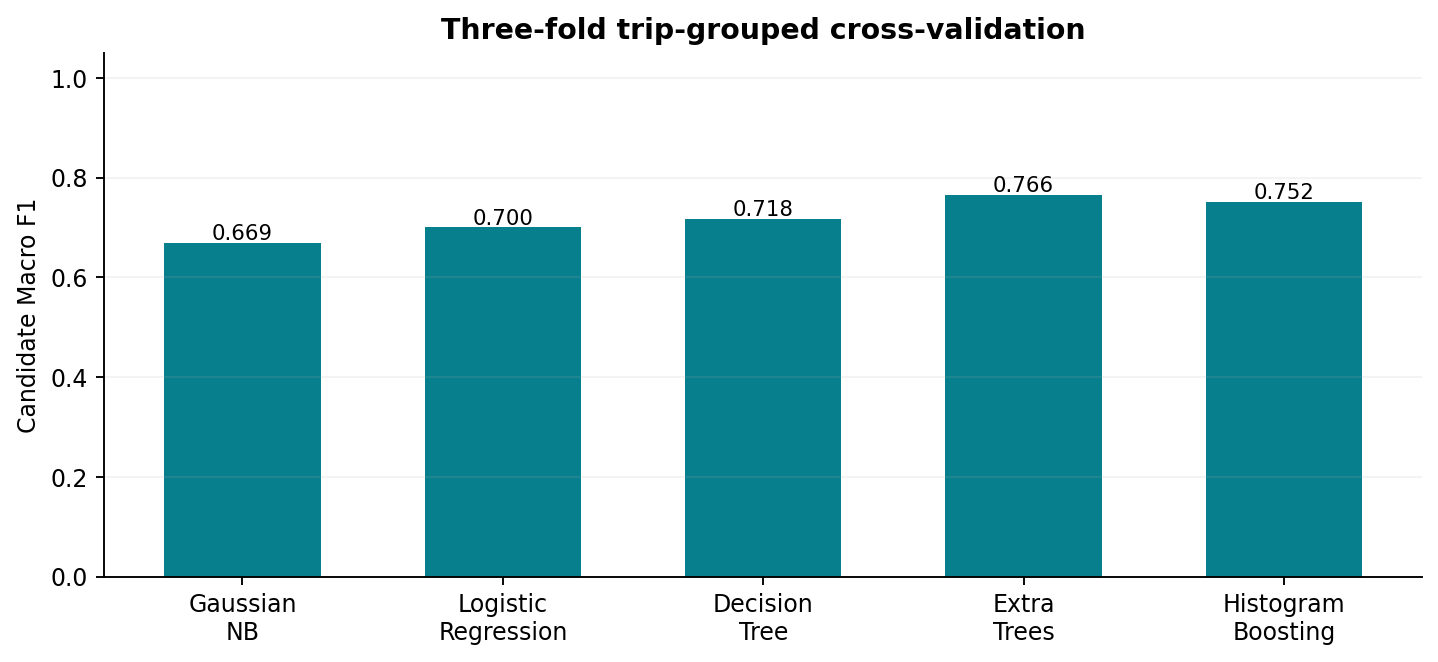 Three-fold trip-grouped cross-validation
Candidate Macro F1
1.0
0.8
0.6
0.4
0.2
0.0
0.669
0.700
0.718
0.766
0.752
Gaussian
NB
Logistic
Regression
Decision
Tree
Extra
Trees
Histogram
Boosting